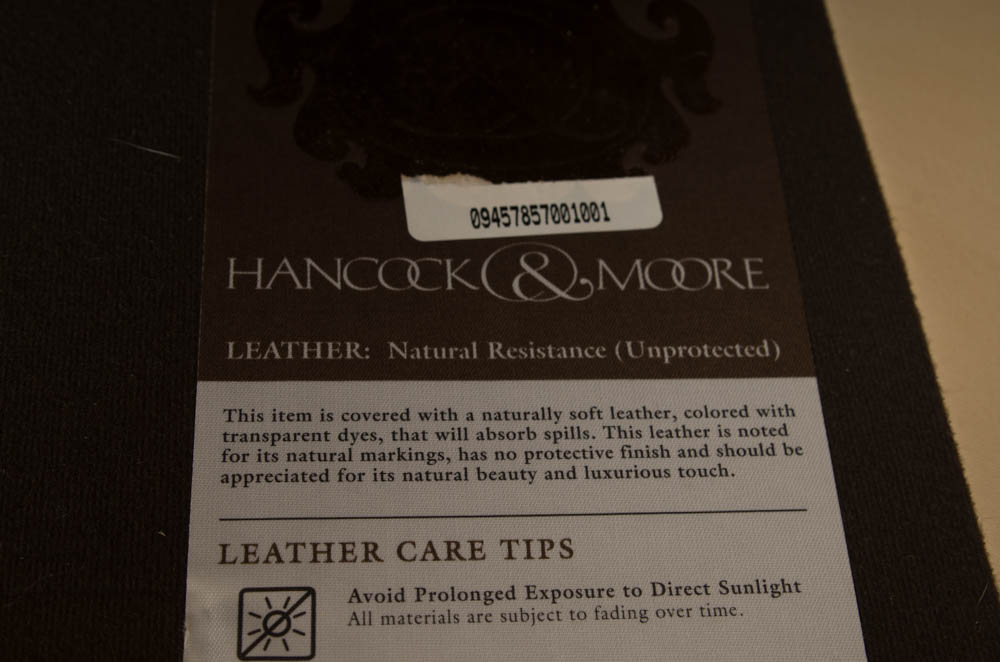 09457857001001
HANCOCK & MOORE
LEATHER: Natural Resistance (Unprotected)
This item is covered with a naturally soft leather, colored with
transparent dyes, that will absorb spills. This leather is noted
for its natural markings, has no protective finish and should be
appreciated for its natural beauty and luxurious touch.
LEATHER CARE TIPS
Avoid Prolonged Exposure to Direct Sunlight
All materials are subject to fading over time.